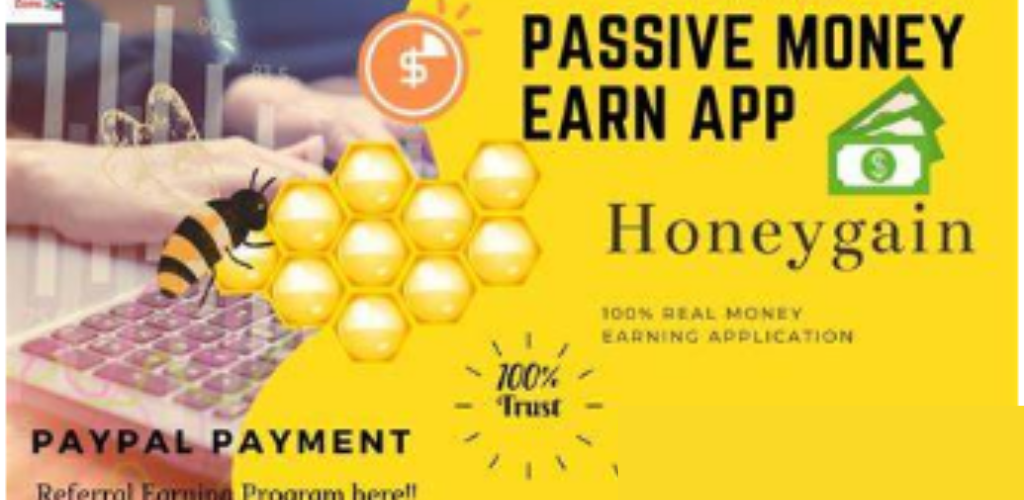 PASSIVE MONEY
EARN APP
Honeygain
100% REAL MONEY
EARNING APPLICATION
100%
Trust
PAYPAL PAYMENT
Referral Earning Program here!!